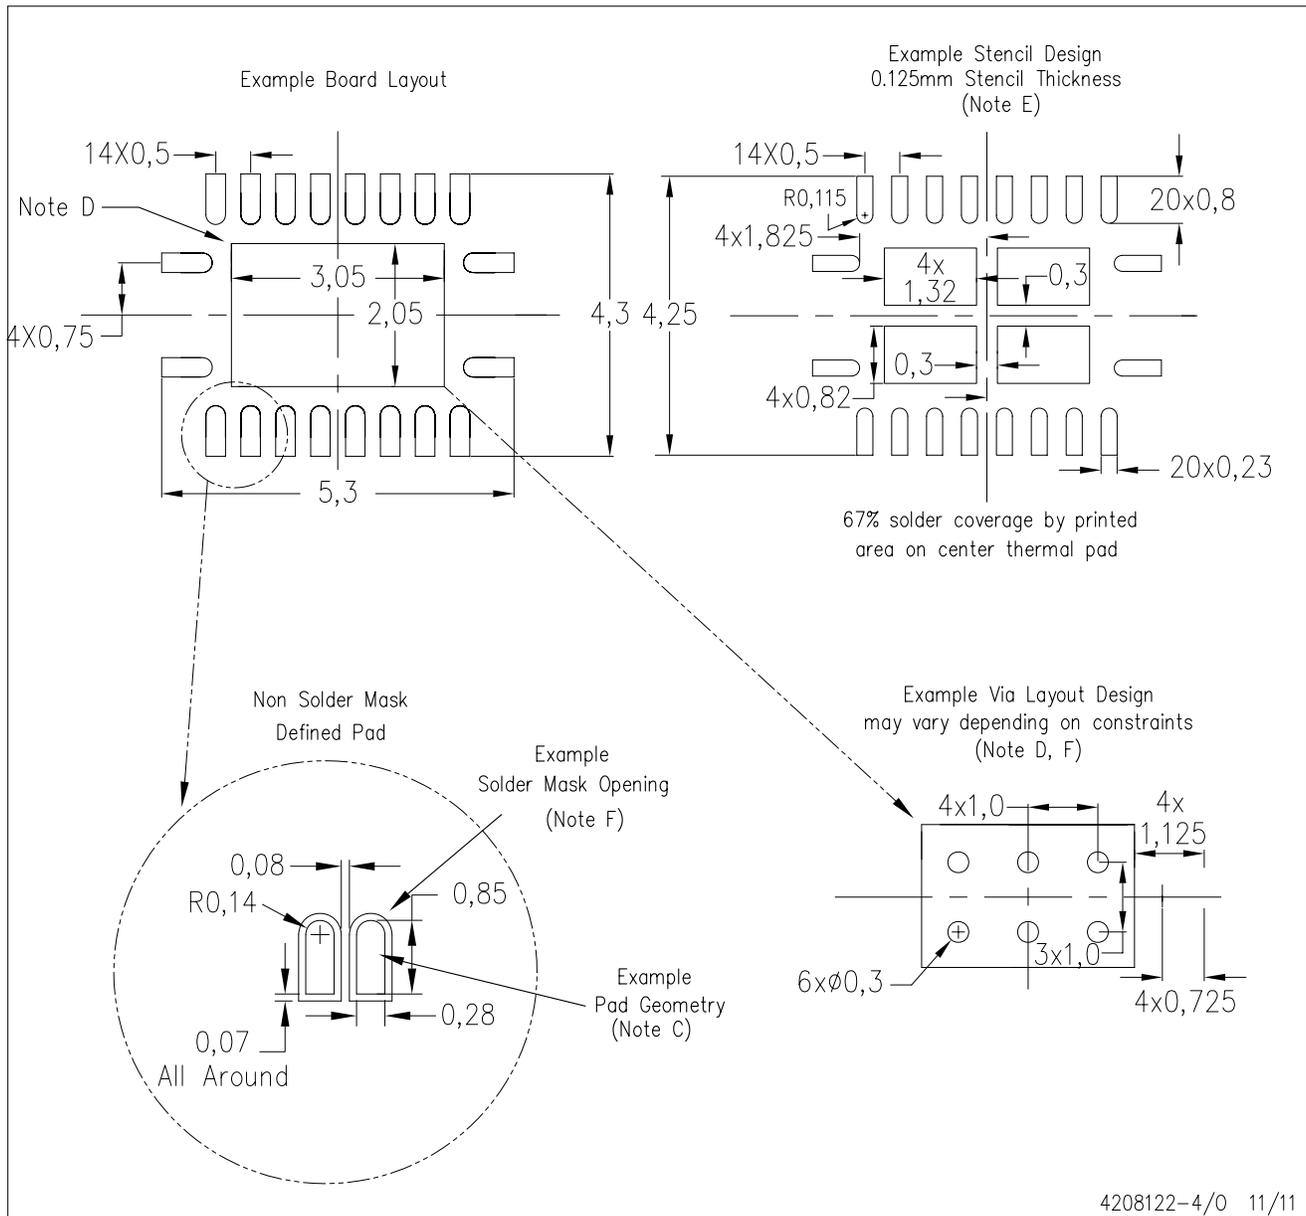 Example Board Layout
14X0,5
Note D
3,05
2,05
4X0,75
4,3
5,3
Example Stencil Design
0.125mm Stencil Thickness
(Note E)
14X0,5
R0,115
20x0,8
4x1,825
4x
1,32
0,3
4,25
0,3
4x0,82
20x0,23
67% solder coverage by printed
area on center thermal pad
Non Solder Mask
Defined Pad
Example
Solder Mask Opening
(Note F)
0,08
R0,14
0,85
Example
Pad Geometry
(Note C)
0,28
0,07
All Around
Example Via Layout Design
may vary depending on constraints
(Note D, F)
4x1,0
4x
1,125
3x1,0
6xø0,3
4x0,725
4208122-4/O 11/11